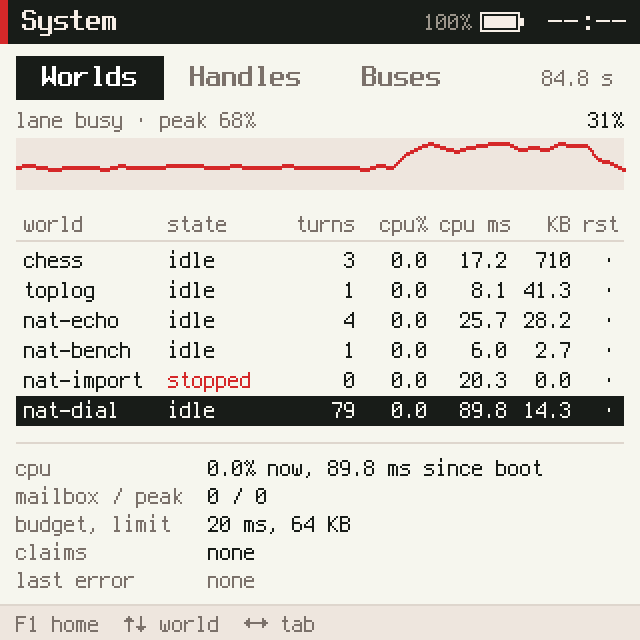 System 100% --:--
Worlds Handles Buses 84.8 s
lane busy · peak 68% 31%
world state turns cpu% cpu ms KB rst
chess idle 3 0.0 17.2 710 ·
toplog idle 1 0.0 8.1 41.3 ·
nat-echo idle 4 0.0 25.7 28.2 ·
nat-bench idle 1 0.0 6.0 2.7 ·
nat-import stopped 0 0.0 20.3 0.0 ·
nat-dial idle 79 0.0 89.8 14.3 ·
cpu 0.0% now, 89.8 ms since boot
mailbox / peak 0 / 0
budget, limit 20 ms, 64 KB
claims none
last error none
F1 home ↑↓ world ↔ tab